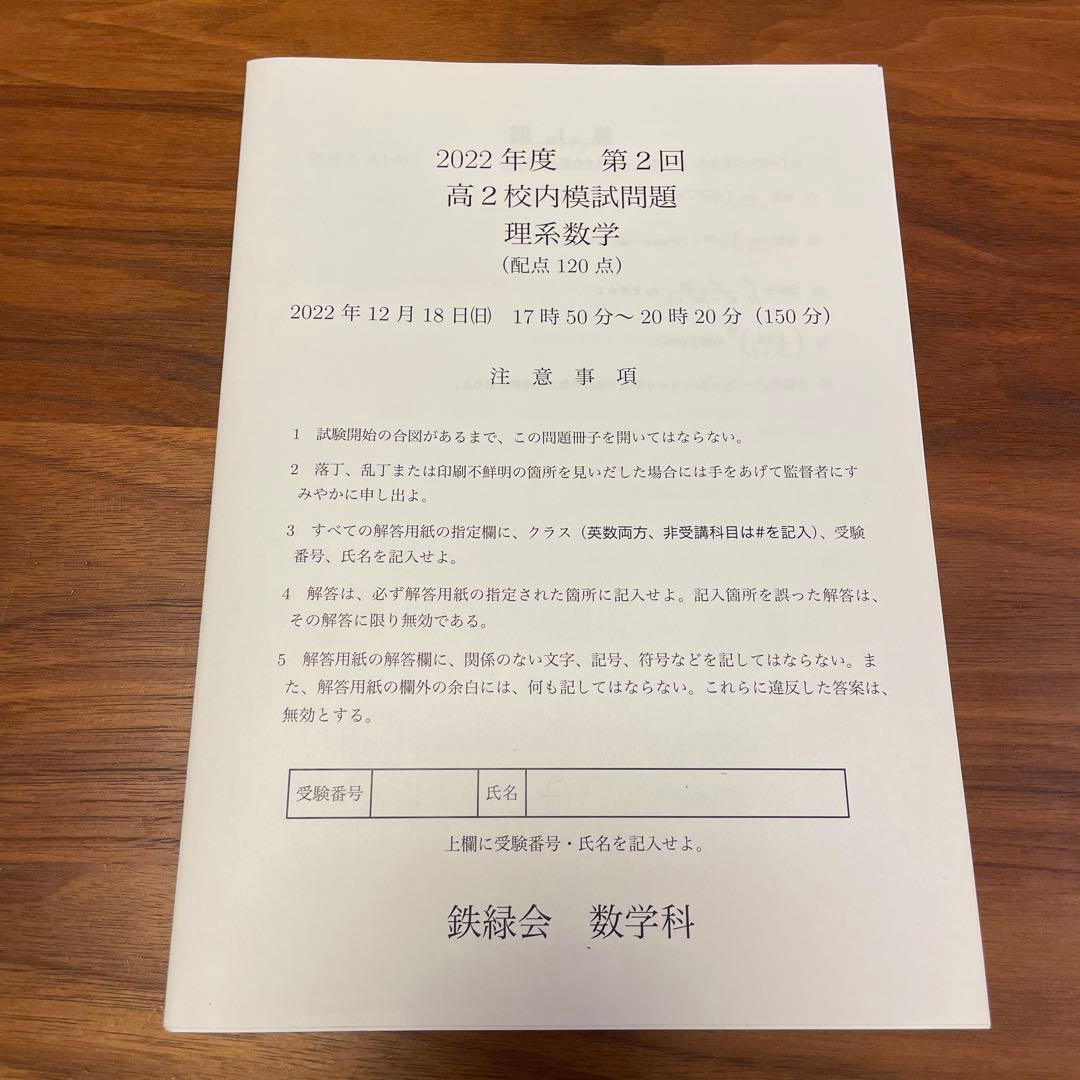 2022 年度　第2回
高2校内模試問題
理系数学
（配点 120 点）
2022 年 12 月 18 日㈰　17 時 50 分～ 20 時 20 分（150 分）
注 意 事 項
1　試験開始の合図があるまで、この問題冊子を開いてはならない。
2　落丁、乱丁または印刷不鮮明の箇所を見いだした場合には手をあげて監督者にす
みやかに申し出よ。
3　すべての解答用紙の指定欄に、クラス（英数両方、非受講科目は#を記入）、受験
番号、氏名を記入せよ。
4　解答は、必ず解答用紙の指定された箇所に記入せよ。記入箇所を誤った解答は、
その解答に限り無効である。
5　解答用紙の解答欄に、関係のない文字、記号、符号などを記してはならない。ま
た、解答用紙の欄外の余白には、何も記してはならない。これらに違反した答案は、
無効とする。
受験番号　氏名
上欄に受験番号・氏名を記入せよ。
鉄緑会　数学科